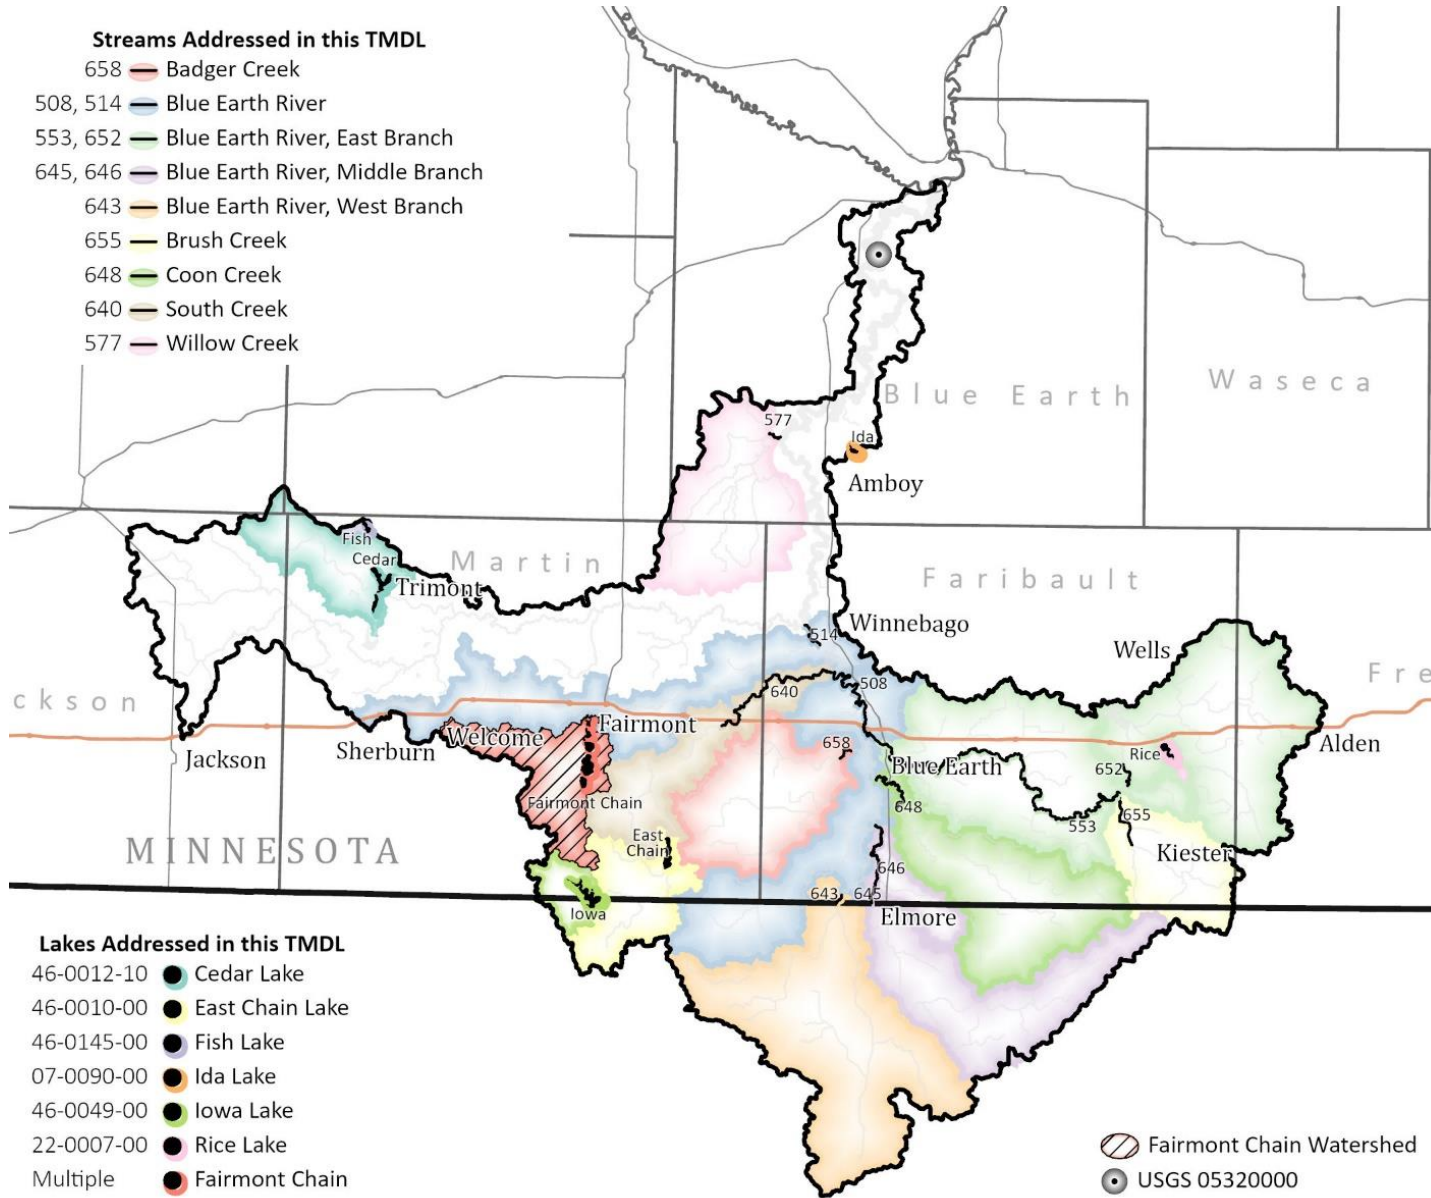 Streams Addressed in this TMDL
658 Badger Creek
508, 514 Blue Earth River
553, 652 Blue Earth River, East Branch
645, 646 Blue Earth River, Middle Branch
643 Blue Earth River, West Branch
655 Brush Creek
648 Coon Creek
640 South Creek
577 Willow Creek
Waseca
Blue Earth
577
Ida
Amboy
Fish
Cedar
Martin
Trimont
Faribault
514
Winnebago
Wells
Fre
ckson
640
508
Fairmont
Welcome
Sherburn
Jackson
658
Blue Earth
Rice
Alden
652
Fairmont Chain
648
655
553
East
Chain
MINNESOTA
Kiester
646
643
645
Iowa
Elmore
Lakes Addressed in this TMDL
46-0012-10 Cedar Lake
46-0010-00 East Chain Lake
46-0145-00 Fish Lake
07-0090-00 Ida Lake
46-0049-00 Iowa Lake
22-0007-00 Rice Lake
Multiple Fairmont Chain
Fairmont Chain Watershed
USGS 05320000